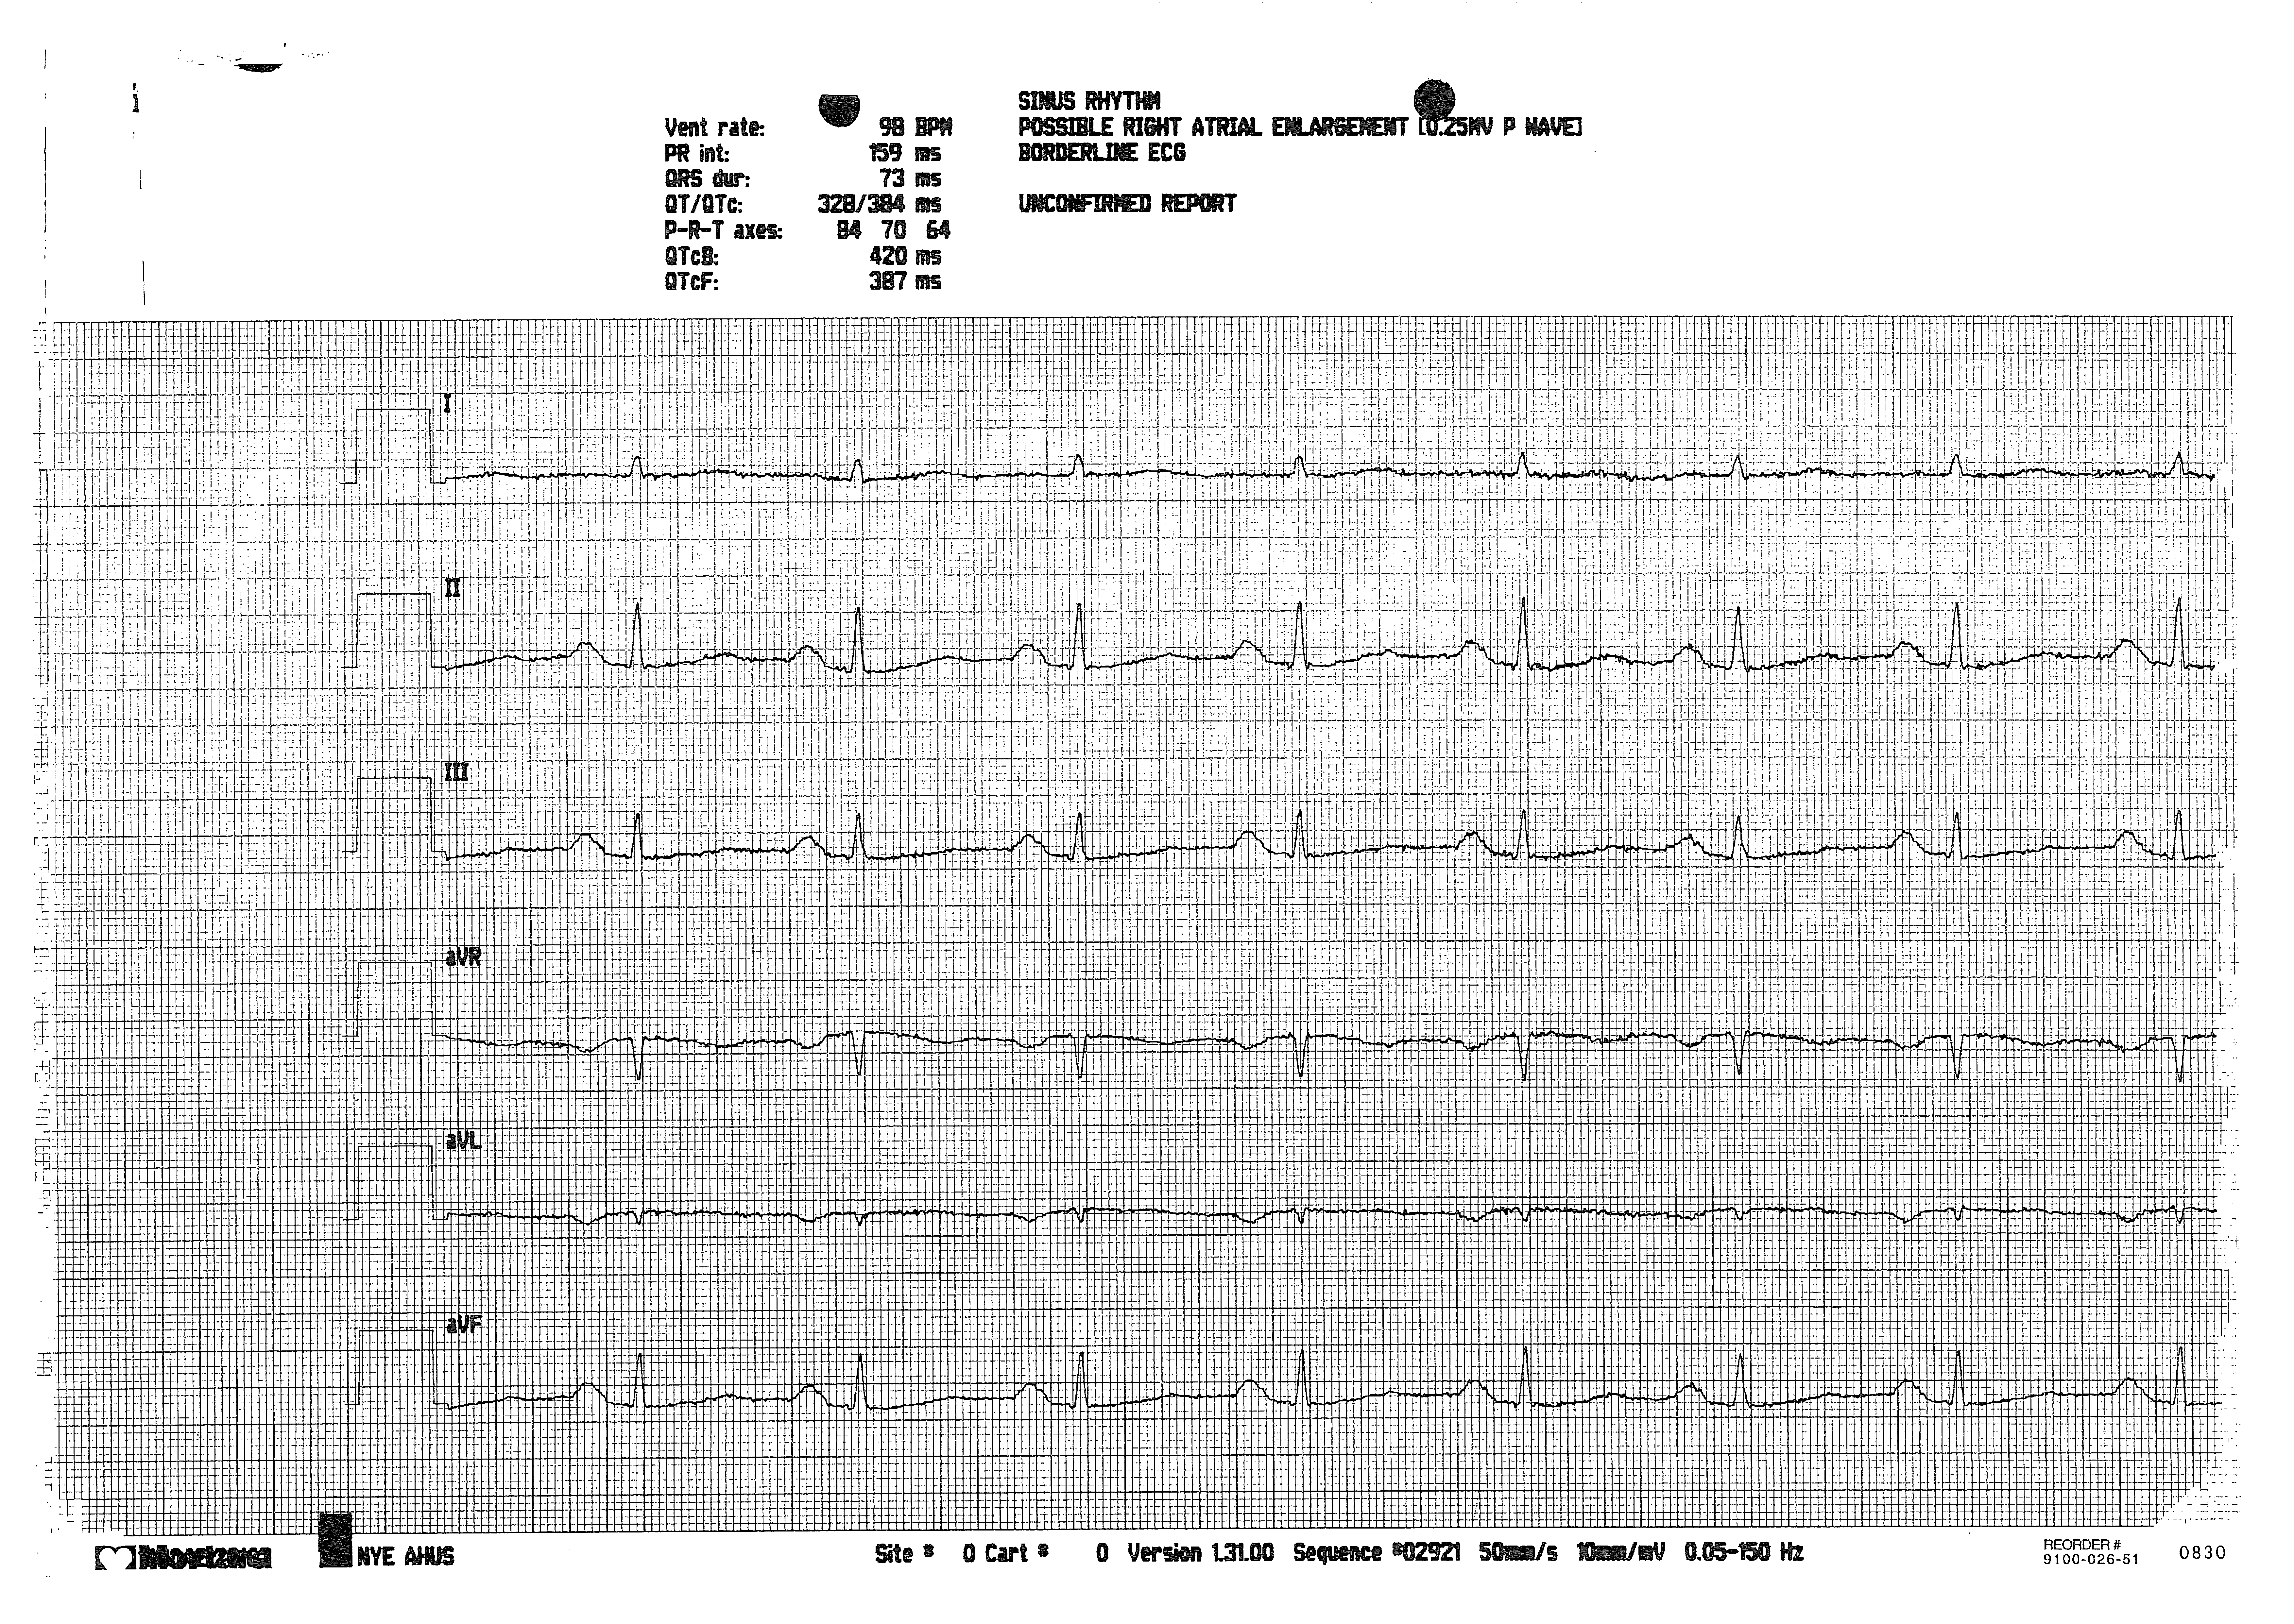 SINUS RHYTHM
Vent rate: 98 BPM POSSIBLE RIGHT ATRIAL ENLARGEMENT [0.25MV P WAVE]
PR int: 159 ms BORDERLINE ECG
QRS dur: 73 ms
QT/QTc: 328/384 ms UNCONFIRMED REPORT
P-R-T axes: 84 70 64
QTcB: 420 ms
QTcF: 387 ms
I
II
III
aVR
aVL
aVF
NYE AHUS Site # 0 Cart # 0 Version 1.31.00 Sequence #02921 50mm/s 10mm/mV 0.05-150 Hz
REORDER #
9100-026-51 0830